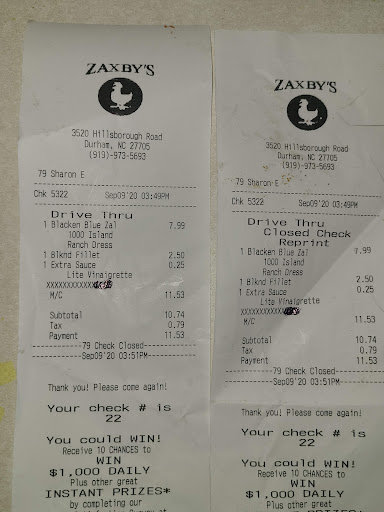 ZAXBY'S
3520 Hillsborough Road
Durham, NC 27705
(919)-973-5693
79 Sharon E
Chk 5322 Sep09'20 03:49PM
Drive Thru
1 Blacken Blue Zal 7.99
1000 Island
Ranch Dress
1 Blknd Fillet 2.50
1 Extra Sauce 0.25
Lite Vinaigrette
XXXXXXXXXXXX
M/C 11.53
Subtotal 10.74
Tax 0.79
Payment 11.53
79 Check Closed
Sep09'20 03:51PM
Thank you! Please come again!
Your check # is
22
You could WIN!
Receive 10 CHANCES to
WIN
$1,000 DAILY
Plus other great
INSTANT PRIZES*
by completing our
ZAXBY'S
3520 Hillsborough Road
Durham, NC 27705
(919)-973-5693
79 Sharon E
Chk 5322 Sep09'20 03:49PM
Drive Thru
Closed Check
Reprint
1 Blacken Blue Zal 7.99
1000 Island
Ranch Dress
1 Blknd Fillet 2.50
1 Extra Sauce 0.25
Lite Vinaigrette
XXXXXXXXXXXX
M/C 11.53
Subtotal 10.74
Tax 0.79
Payment 11.53
79 Check Closed
Sep09'20 03:51PM
Thank you! Please come again!
Your check # is
22
You could WIN!
Receive 10 CHANCES to
WIN
$1,000 DAILY
Plus other great